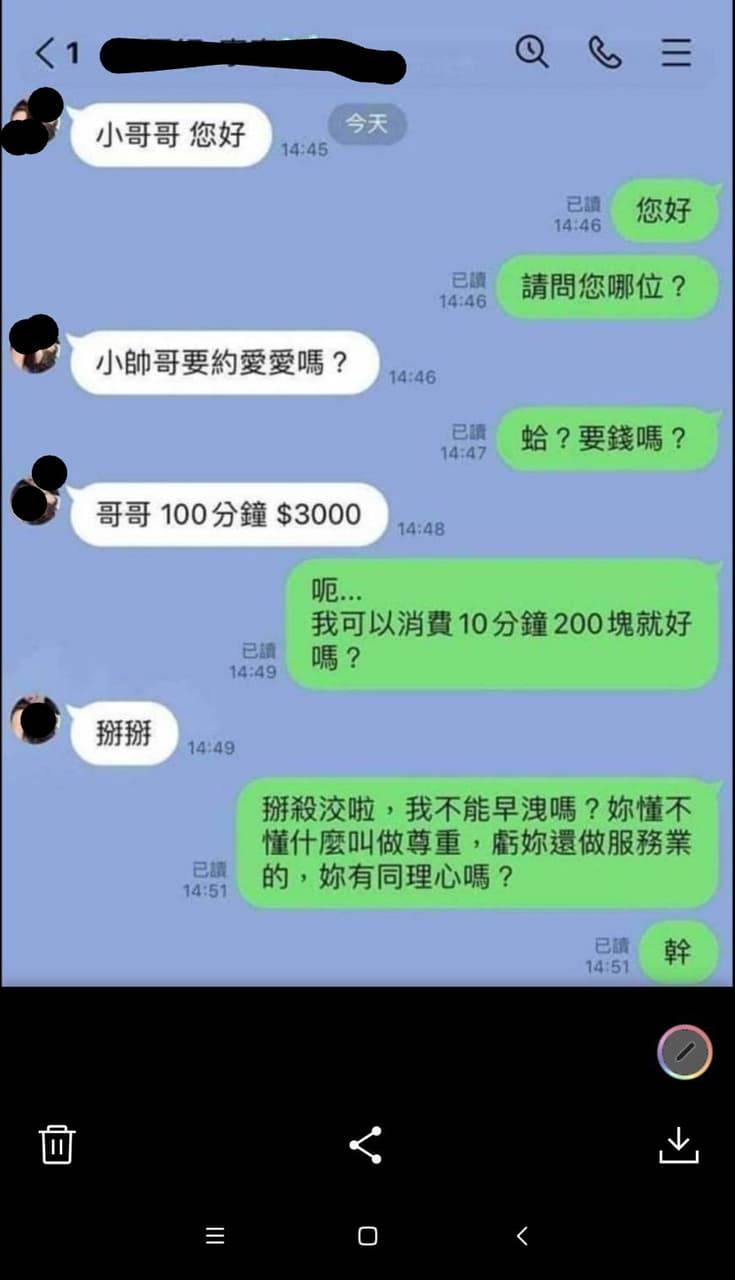 1
今天
小哥哥 您好
14:45
您好
已讀
14:46
請問您哪位？
已讀
14:46
小帥哥要約愛愛嗎？
14:46
蛤？要錢嗎？
已讀
14:47
哥哥 100分鐘 $3000
14:48
呃...
我可以消費10分鐘200塊就好
嗎？
已讀
14:49
掰掰
14:49
掰殺洨啦，我不能早洩嗎？妳懂不
懂什麼叫做尊重，虧妳還做服務業
的，妳有同理心嗎？
已讀
14:51
幹
已讀
14:51